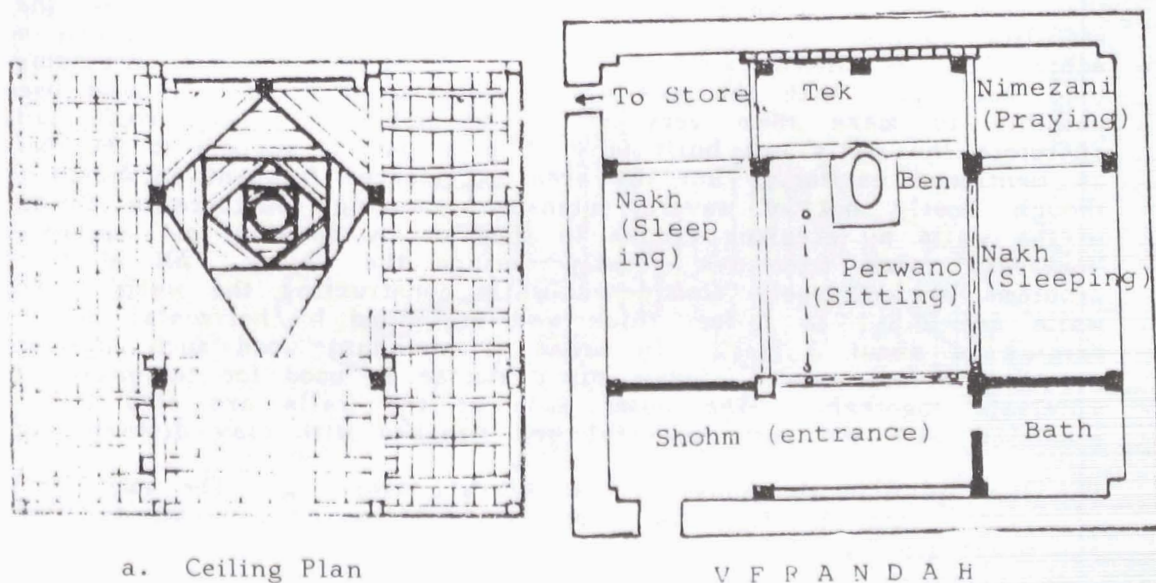 To Store
Tek
Nimezani
(Praying)
Nakh
(Sleep
ing)
Ben
Perwano
(Sitting
Nakh
(Sleeping)
Shohm (entrance)
Bath
a. Ceiling Plan
V E R A N D A H